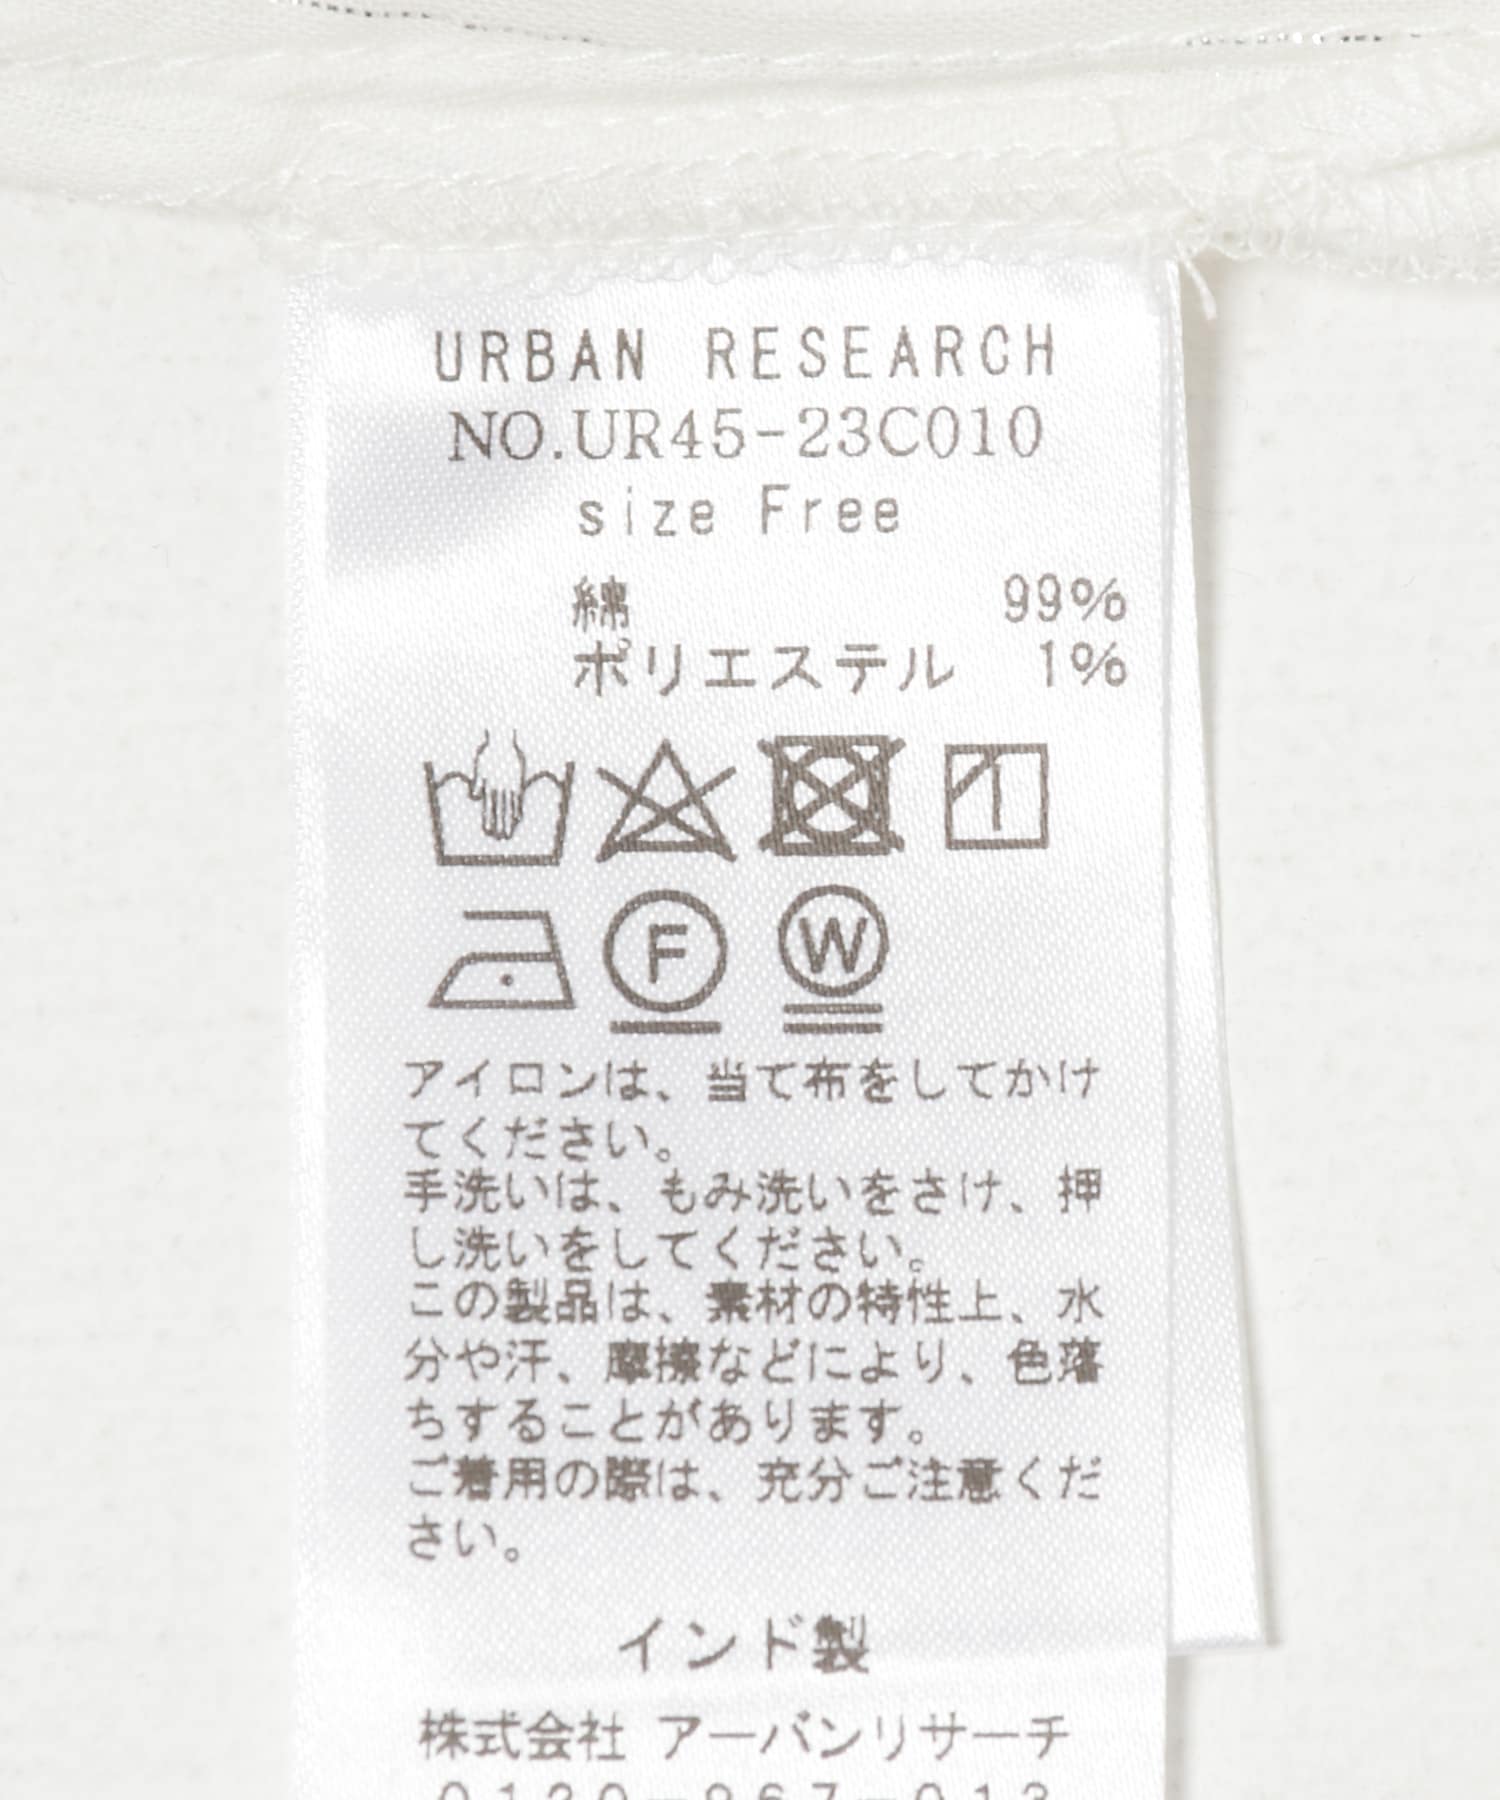 URBAN RESEARCH
NO.UR45-23C010
size Free
綿 99%
ポリエステル 1%
F W
アイロンは、当て布をしてかけ
てください。
手洗いは、もみ洗いをさけ、押
し洗いをしてください。
この製品は、素材の特性上、水
分や汗、摩擦などにより、色落
ちすることがあります。
ご着用の際は、充分ご注意くだ
さい。
インド製
株式会社 アーバンリサーチ